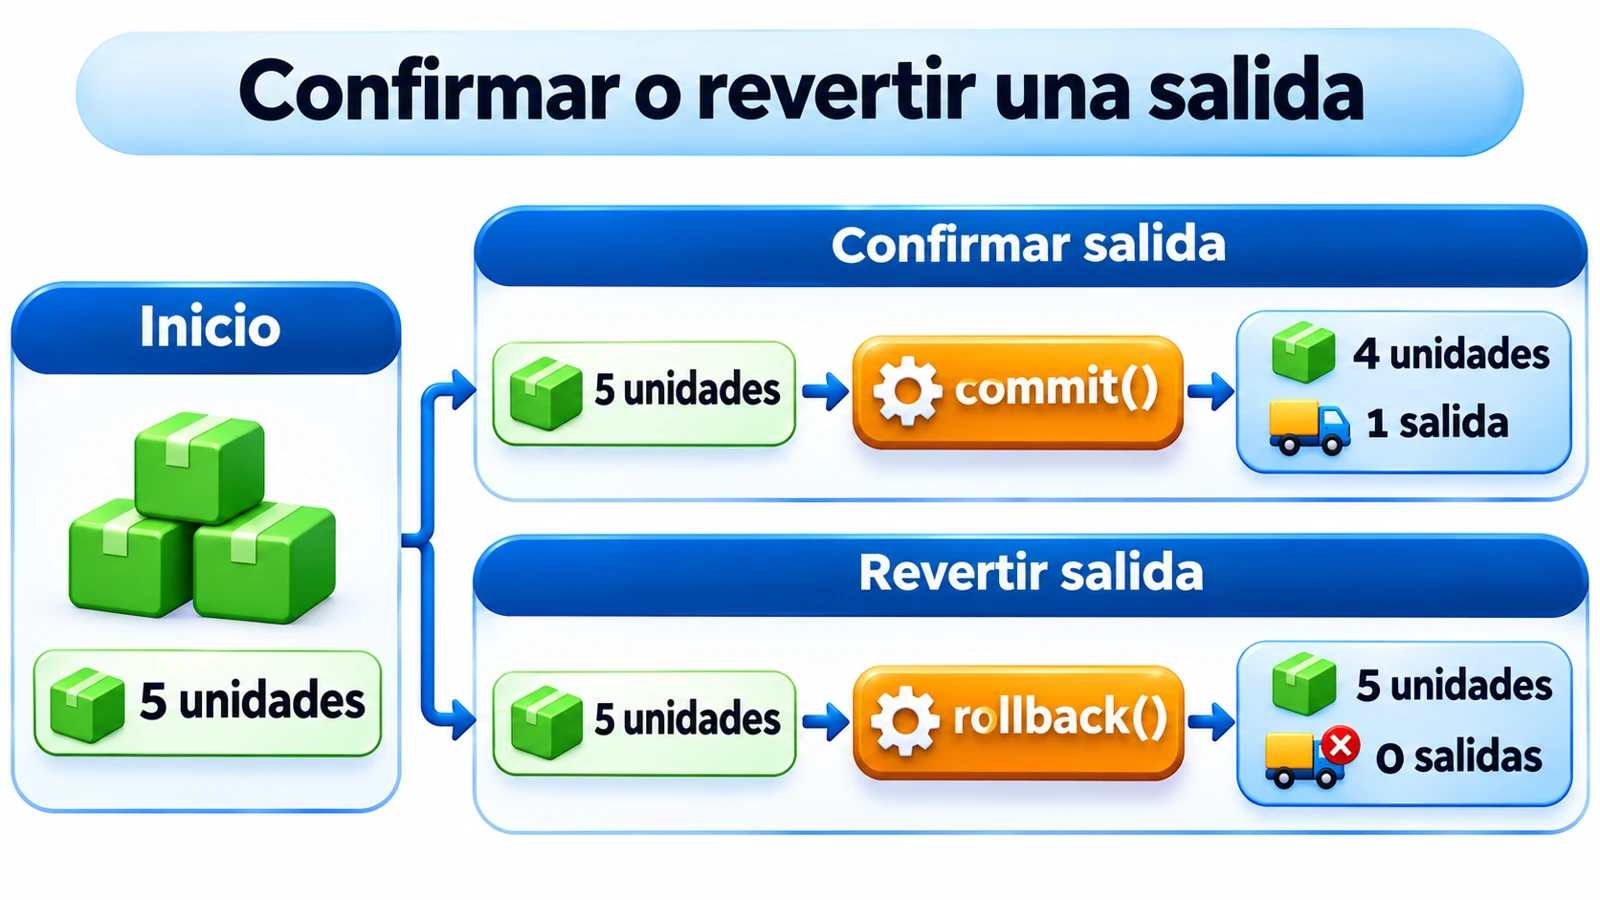 Confirmar o revertir una salida
Inicio
5 unidades
Confirmar salida
5 unidades
commit()
4 unidades
1 salida
Revertir salida
5 unidades
rollback()
5 unidades
0 salidas